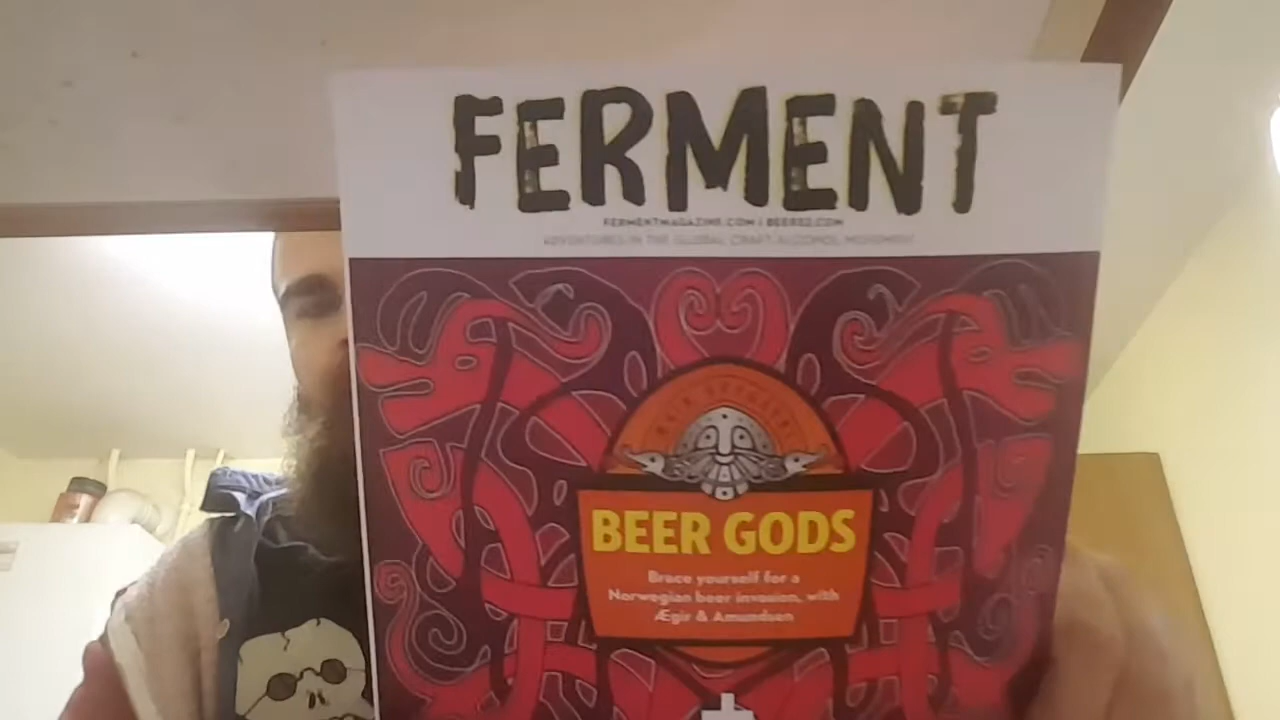 FERMENT
FERMENTMAGAZINE.COM | BEER52.COM
ADVENTURES IN THE GLOBAL CRAFT ALCOHOL MOVEMENT
BEER GODS
Brace yourself for a
Norwegian beer invasion, with
Ægir & Amundsen